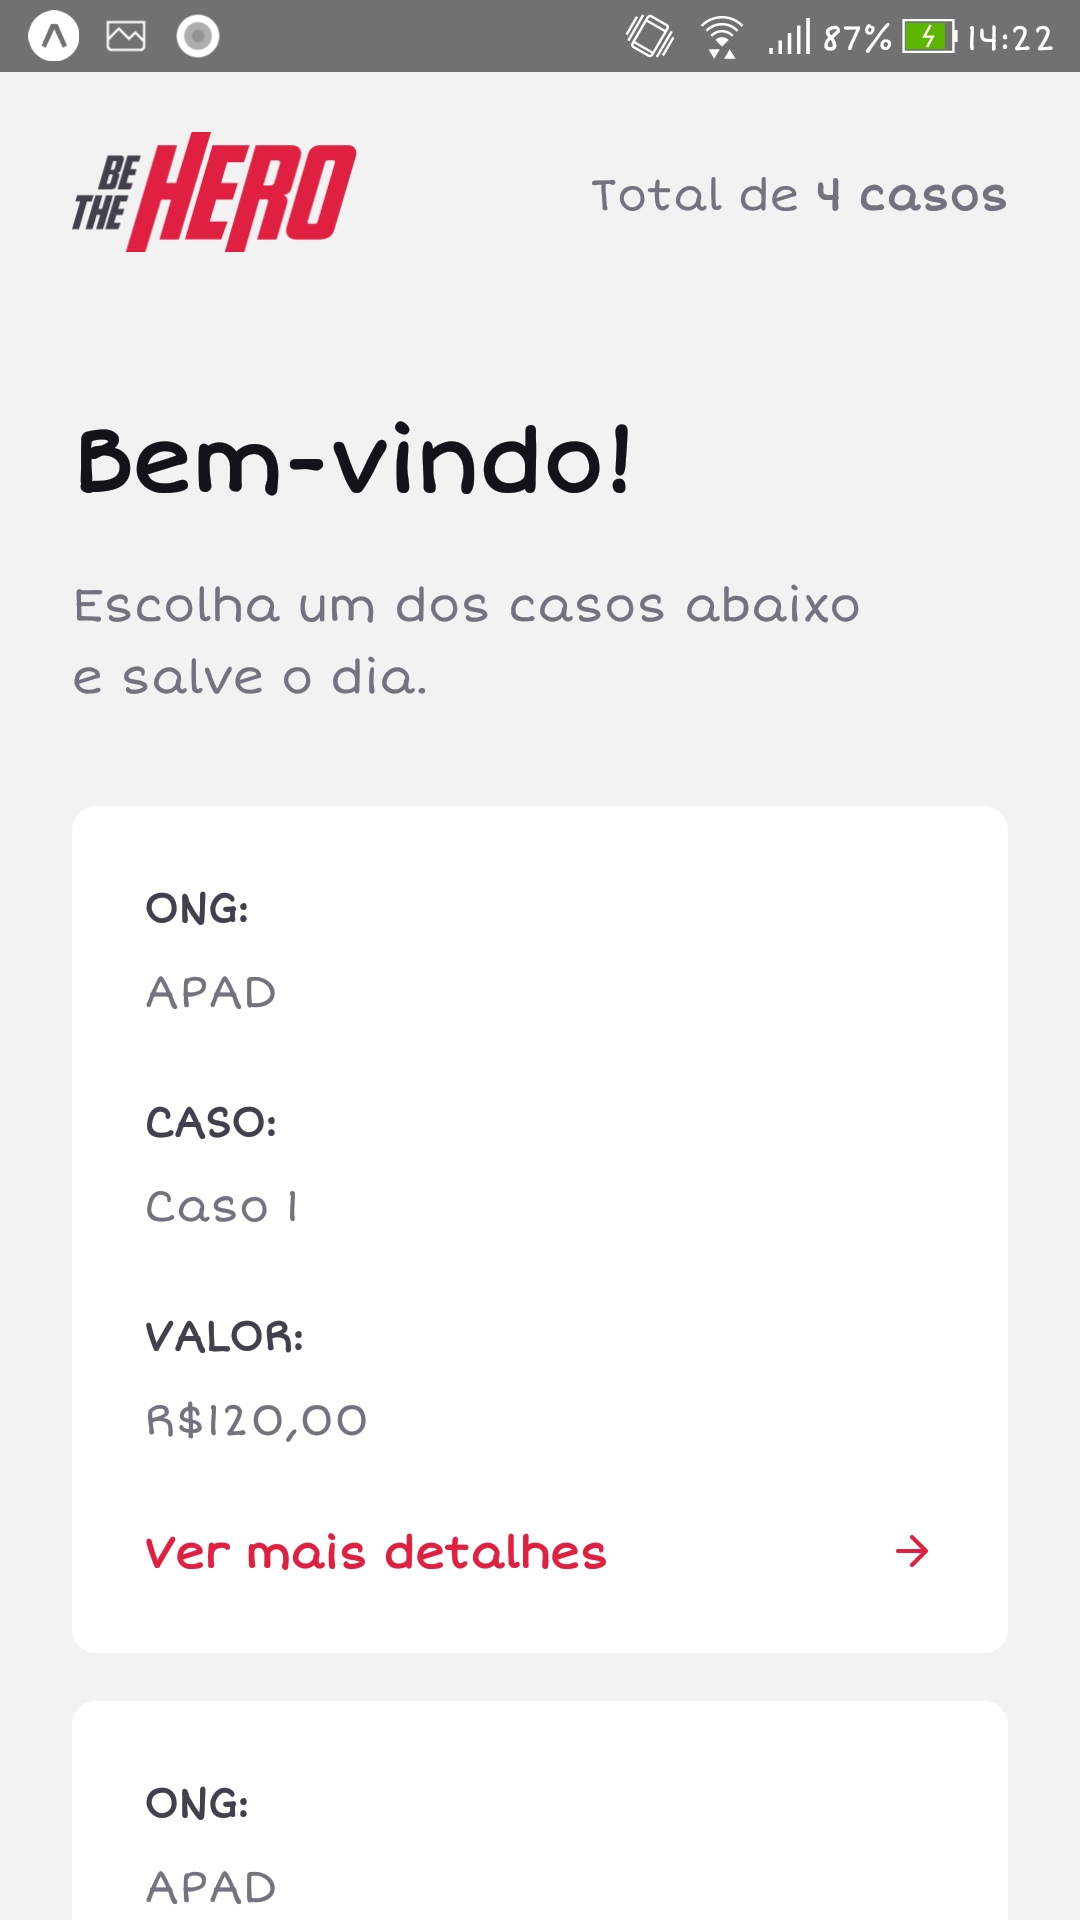 87% 14:22
BE THE HERO
Total de 4 casos
Bem-vindo!
Escolha um dos casos abaixo
e salve o dia.
ONG:
APAD
CASO:
Caso 1
VALOR:
R$120,00
Ver mais detalhes
ONG:
APAD